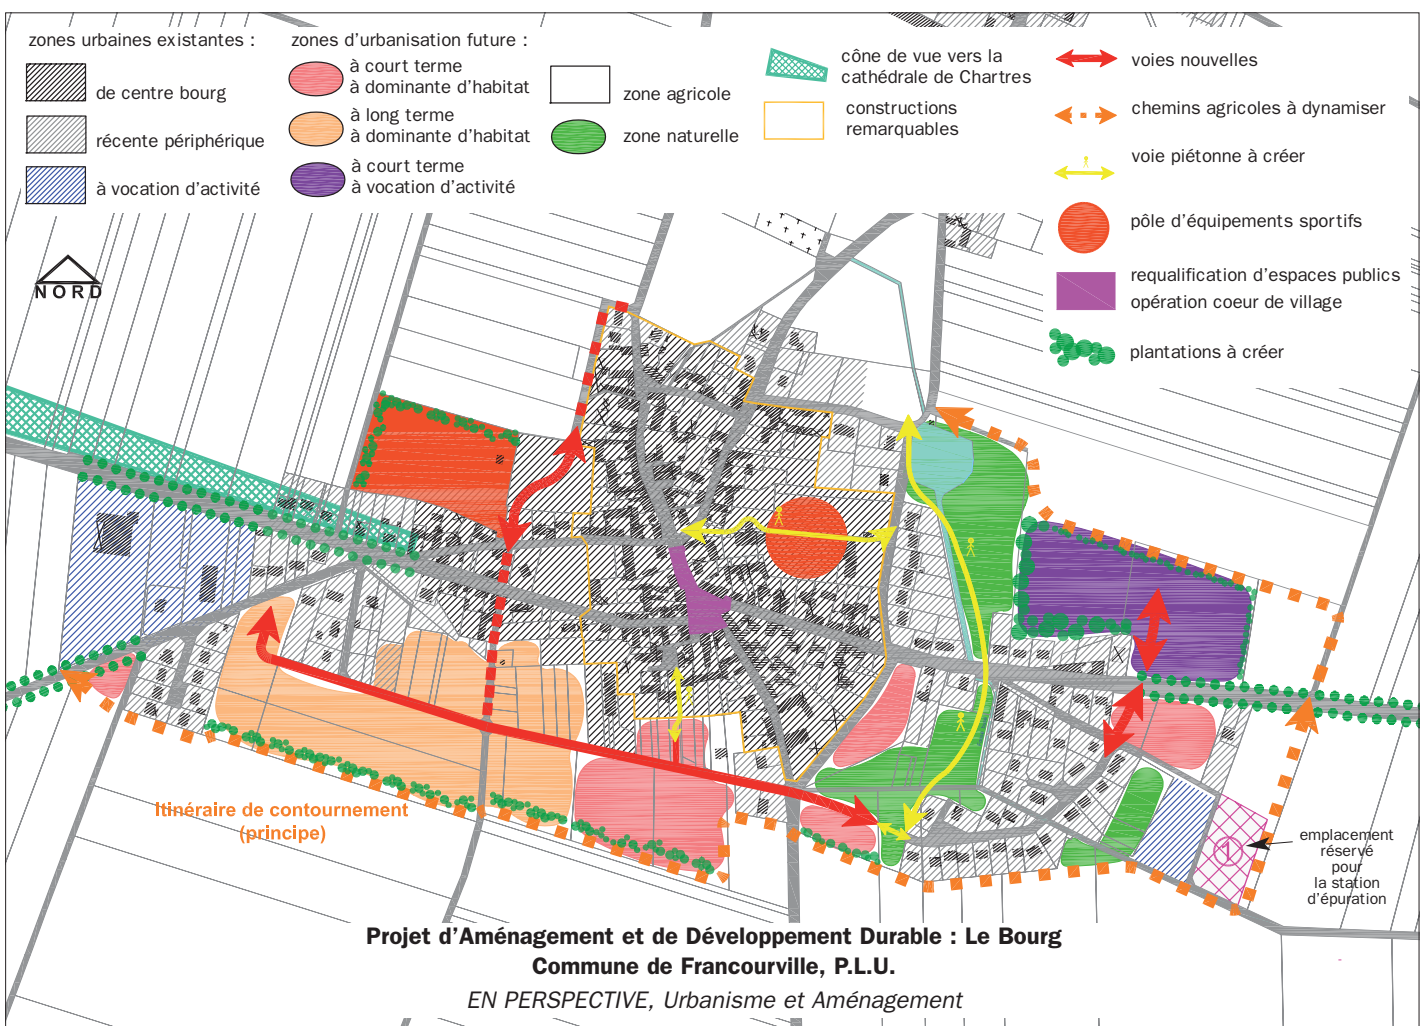 zones urbaines existantes :
de centre bourg
récente périphérique
à vocation d'activité
zones d'urbanisation future :
à court terme
à dominante d'habitat
à long terme
à dominante d'habitat
à court terme
à vocation d'activité
zone agricole
zone naturelle
cône de vue vers la
cathédrale de Chartres
constructions
remarquables
voies nouvelles
chemins agricoles à dynamiser
voie piétonne à créer
pôle d'équipements sportifs
requalification d'espaces publics
opération coeur de village
plantations à créer
NORD
Itinéraire de contournement
(principe)
1
emplacement
réservé
pour
la station
d'épuration
Projet d'Aménagement et de Développement Durable : Le Bourg
Commune de Francourville, P.L.U.
EN PERSPECTIVE, Urbanisme et Aménagement